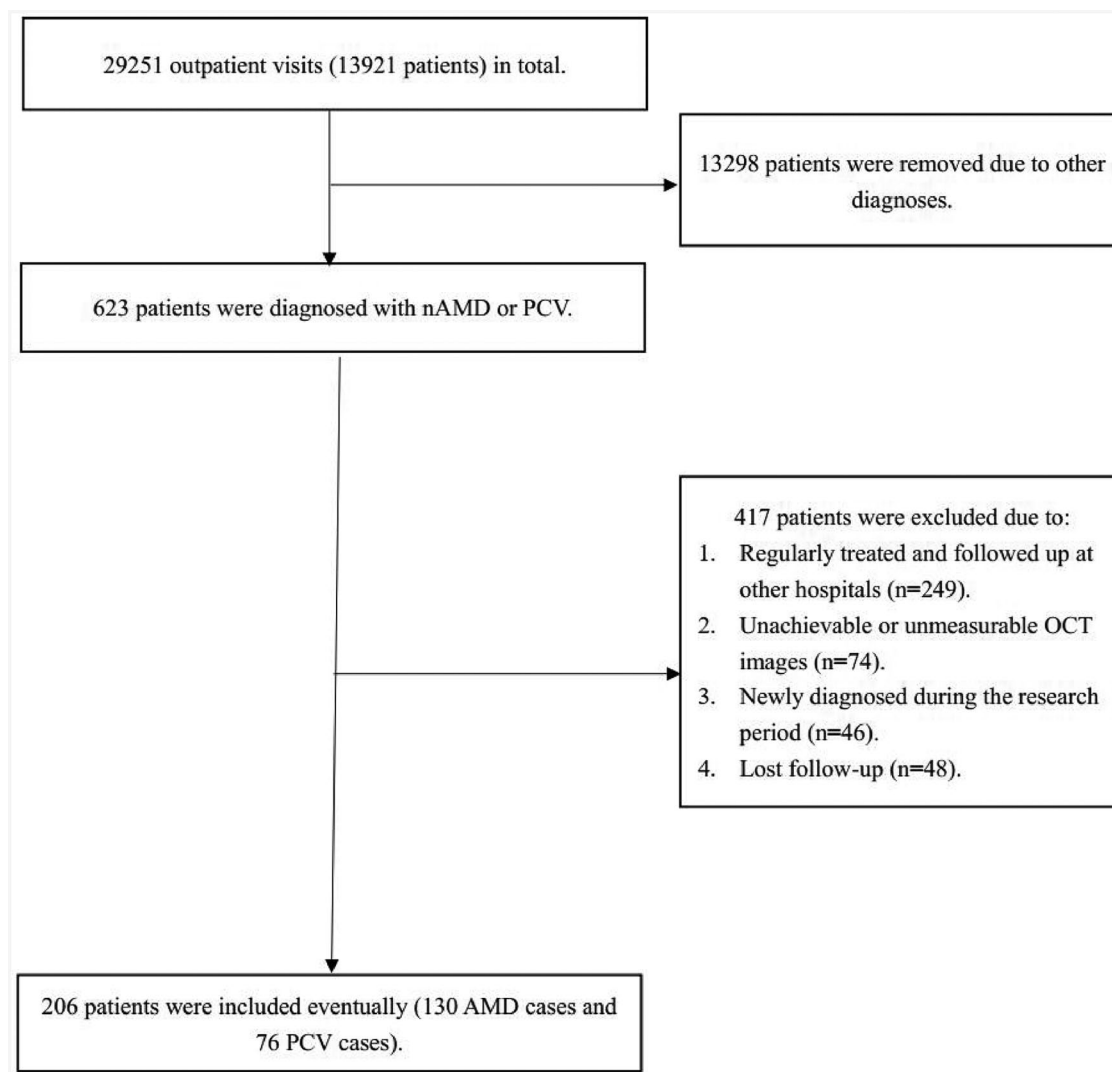 29251 outpatient visits (13921 patients) in total.
13298 patients were removed due to other
diagnoses.
623 patients were diagnosed with nAMD or PCV.
417 patients were excluded due to:
1. Regularly treated and followed up at
other hospitals (n=249).
2. Unachievable or unmeasurable OCT
images (n=74).
3. Newly diagnosed during the research
period (n=46).
4. Lost follow-up (n=48).
206 patients were included eventually (130 AMD cases and
76 PCV cases).